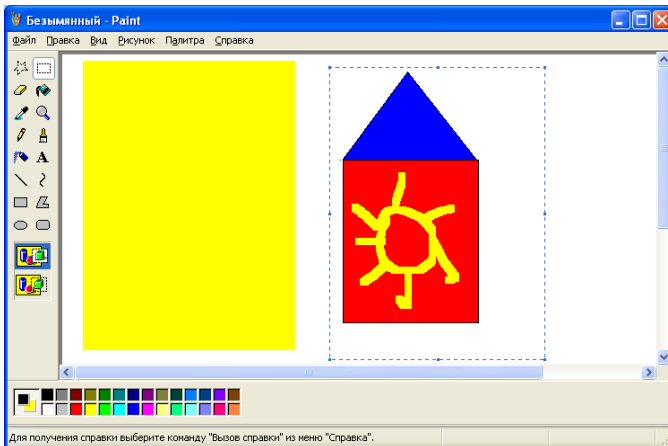 Безымянный - Paint
Файл Правка Вид Рисунок Палитра Справка
A
Для получения справки выберите команду "Вызов справки" из меню "Справка".